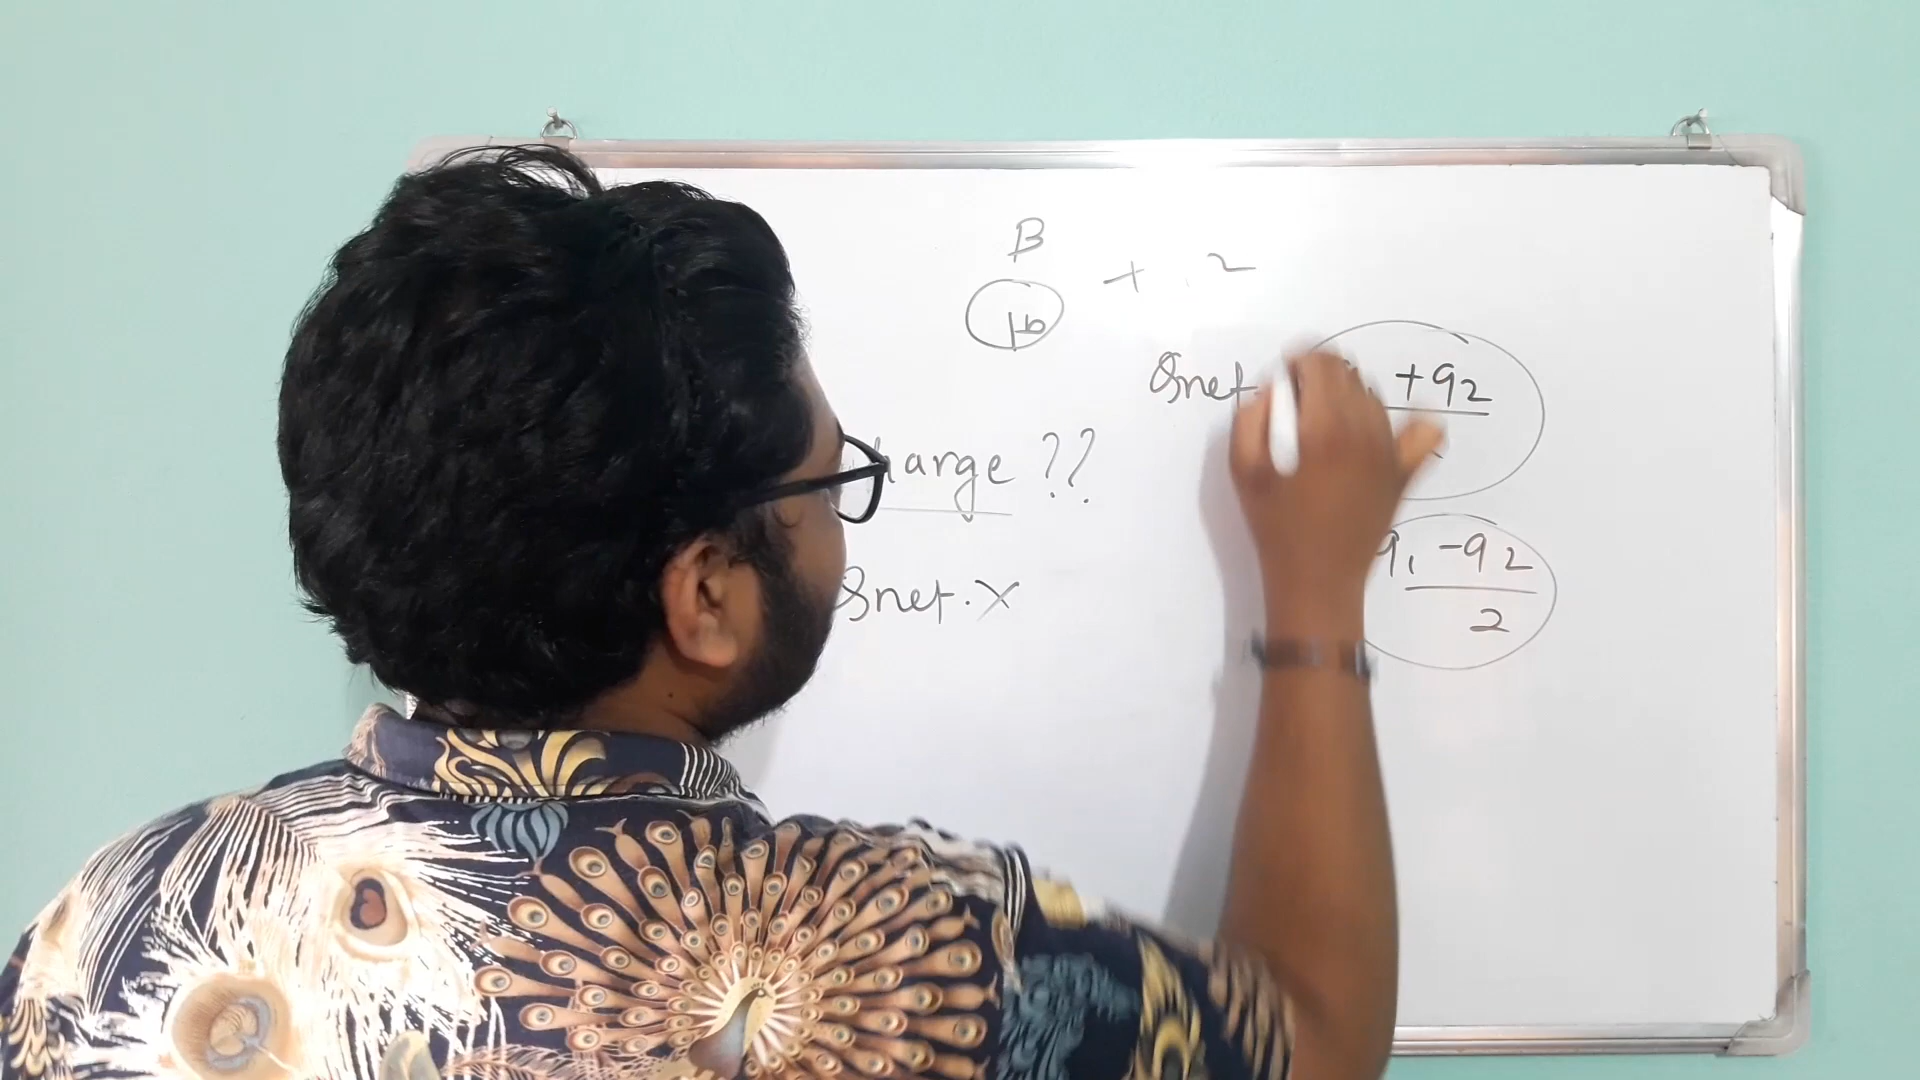 B
+ 2
16
qnet
+ q2
harge ??
q1 - q2
2
qnet. X